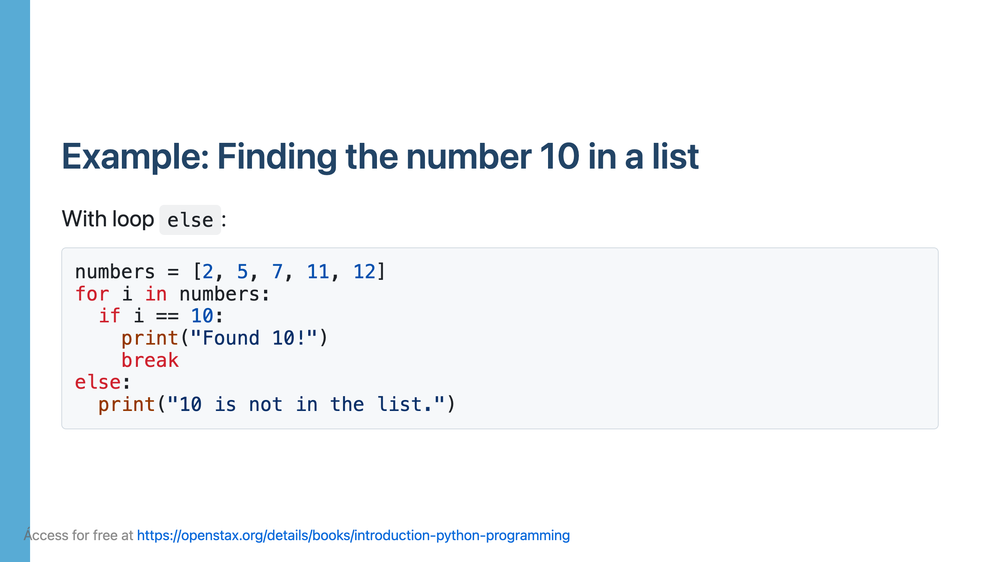 Example: Finding the number 10 in a list
With loop else:
numbers = [2, 5, 7, 11, 12]
for i in numbers:
  if i == 10:
    print("Found 10!")
    break
else:
  print("10 is not in the list.")
Áccess for free at https://openstax.org/details/books/introduction-python-programming